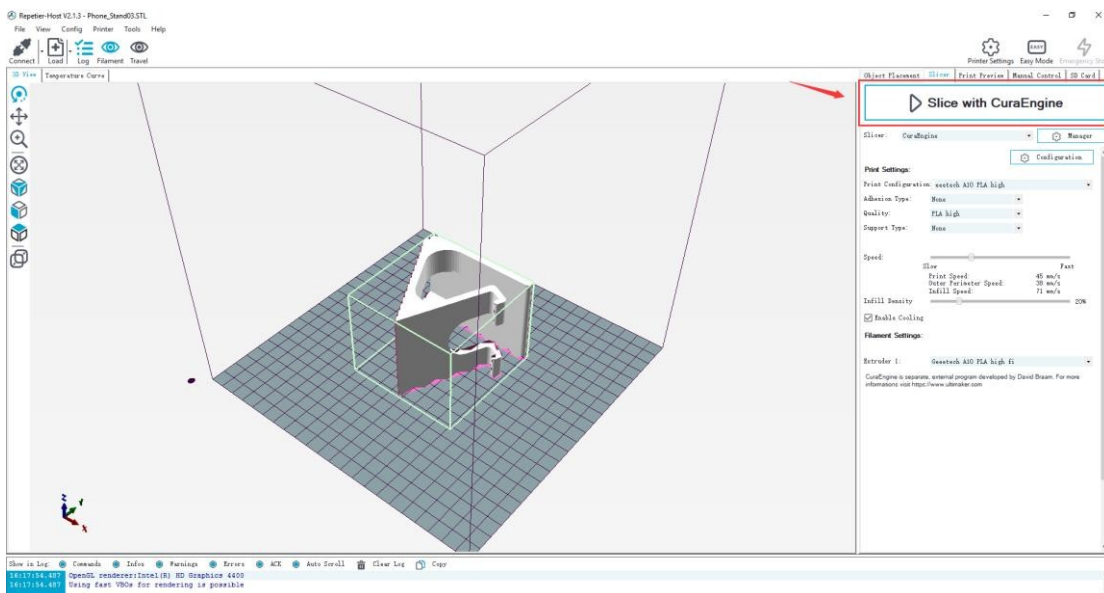 Repetier-Host V2.1.3 - Phone_Stand03.STL
File View Config Printer Tools Help
Connect Load Log Filament Travel
Printer Settings Easy Mode Emergency
3D View Temperature Curve
Object Placement Slicer Print Preview Manual Control SD Card
Slice with CuraEngine
Slicer: CuraEngine
Manager
Configuration
Print Settings:
Print Configuration: eeetech A10 PLA high
Adhesion Type: None
Quality: PLA high
Support Type: None
Speed:
Slow Fast
Print Speed: 45 mm/s
Outer Perimeter Speed: 38 mm/s
Infill Speed: 71 mm/s
Infill Density 20%
Enable Cooling
Filament Settings:
Extruder 1: Geeetech A10 PLA high fi
CuraEngine is separate, external program developed by David Braam. For more
informations visit https://www.ultimaker.com
Z Y X
Show in Log: Commands Infos Warnings Errors ACK Auto Scroll Clear Log Copy
16:17:54.487 OpenGL renderer:Intel(R) HD Graphics 4400
16:17:54.487 Using fast VBOs for rendering is possible